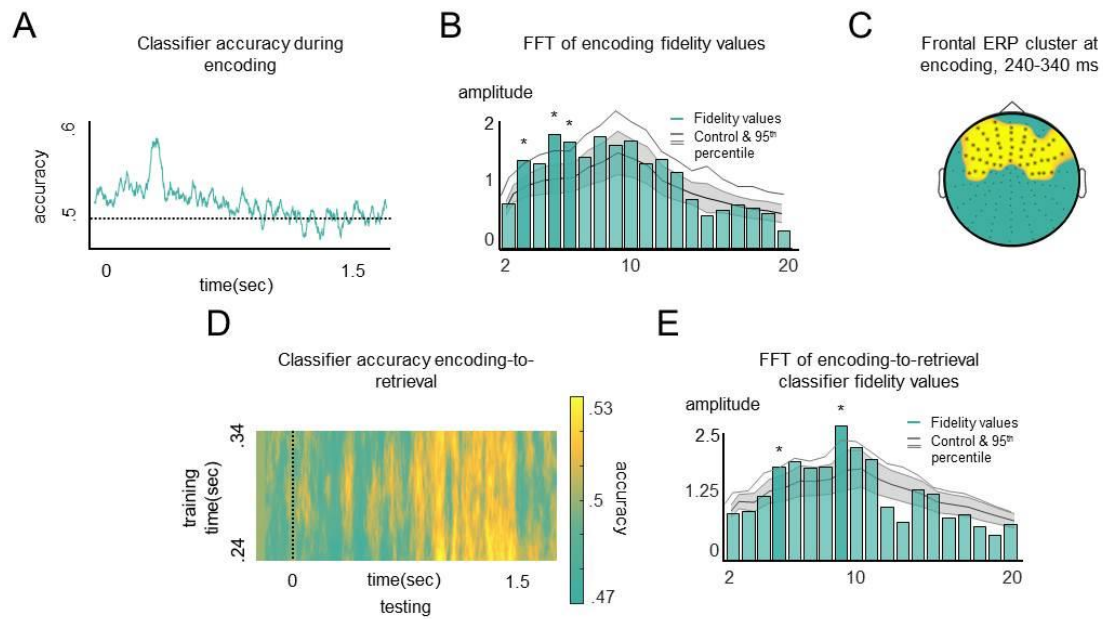 A
Classifier accuracy during
encoding
.6
.5
accuracy
0
1.5
time(sec)
B
FFT of encoding fidelity values
amplitude
2
1
0
* * *
Fidelity values
Control & 95th
percentile
2
10
20
C
Frontal ERP cluster at
encoding, 240-340 ms
D
Classifier accuracy encoding-to-
retrieval
.34
.24
training
time(sec)
0
time(sec)
1.5
testing
.53
.5
.47
accuracy
E
FFT of encoding-to-retrieval
classifier fidelity values
amplitude
2.5
1.25
0
* *
Fidelity values
Control & 95th
percentile
2
10
20